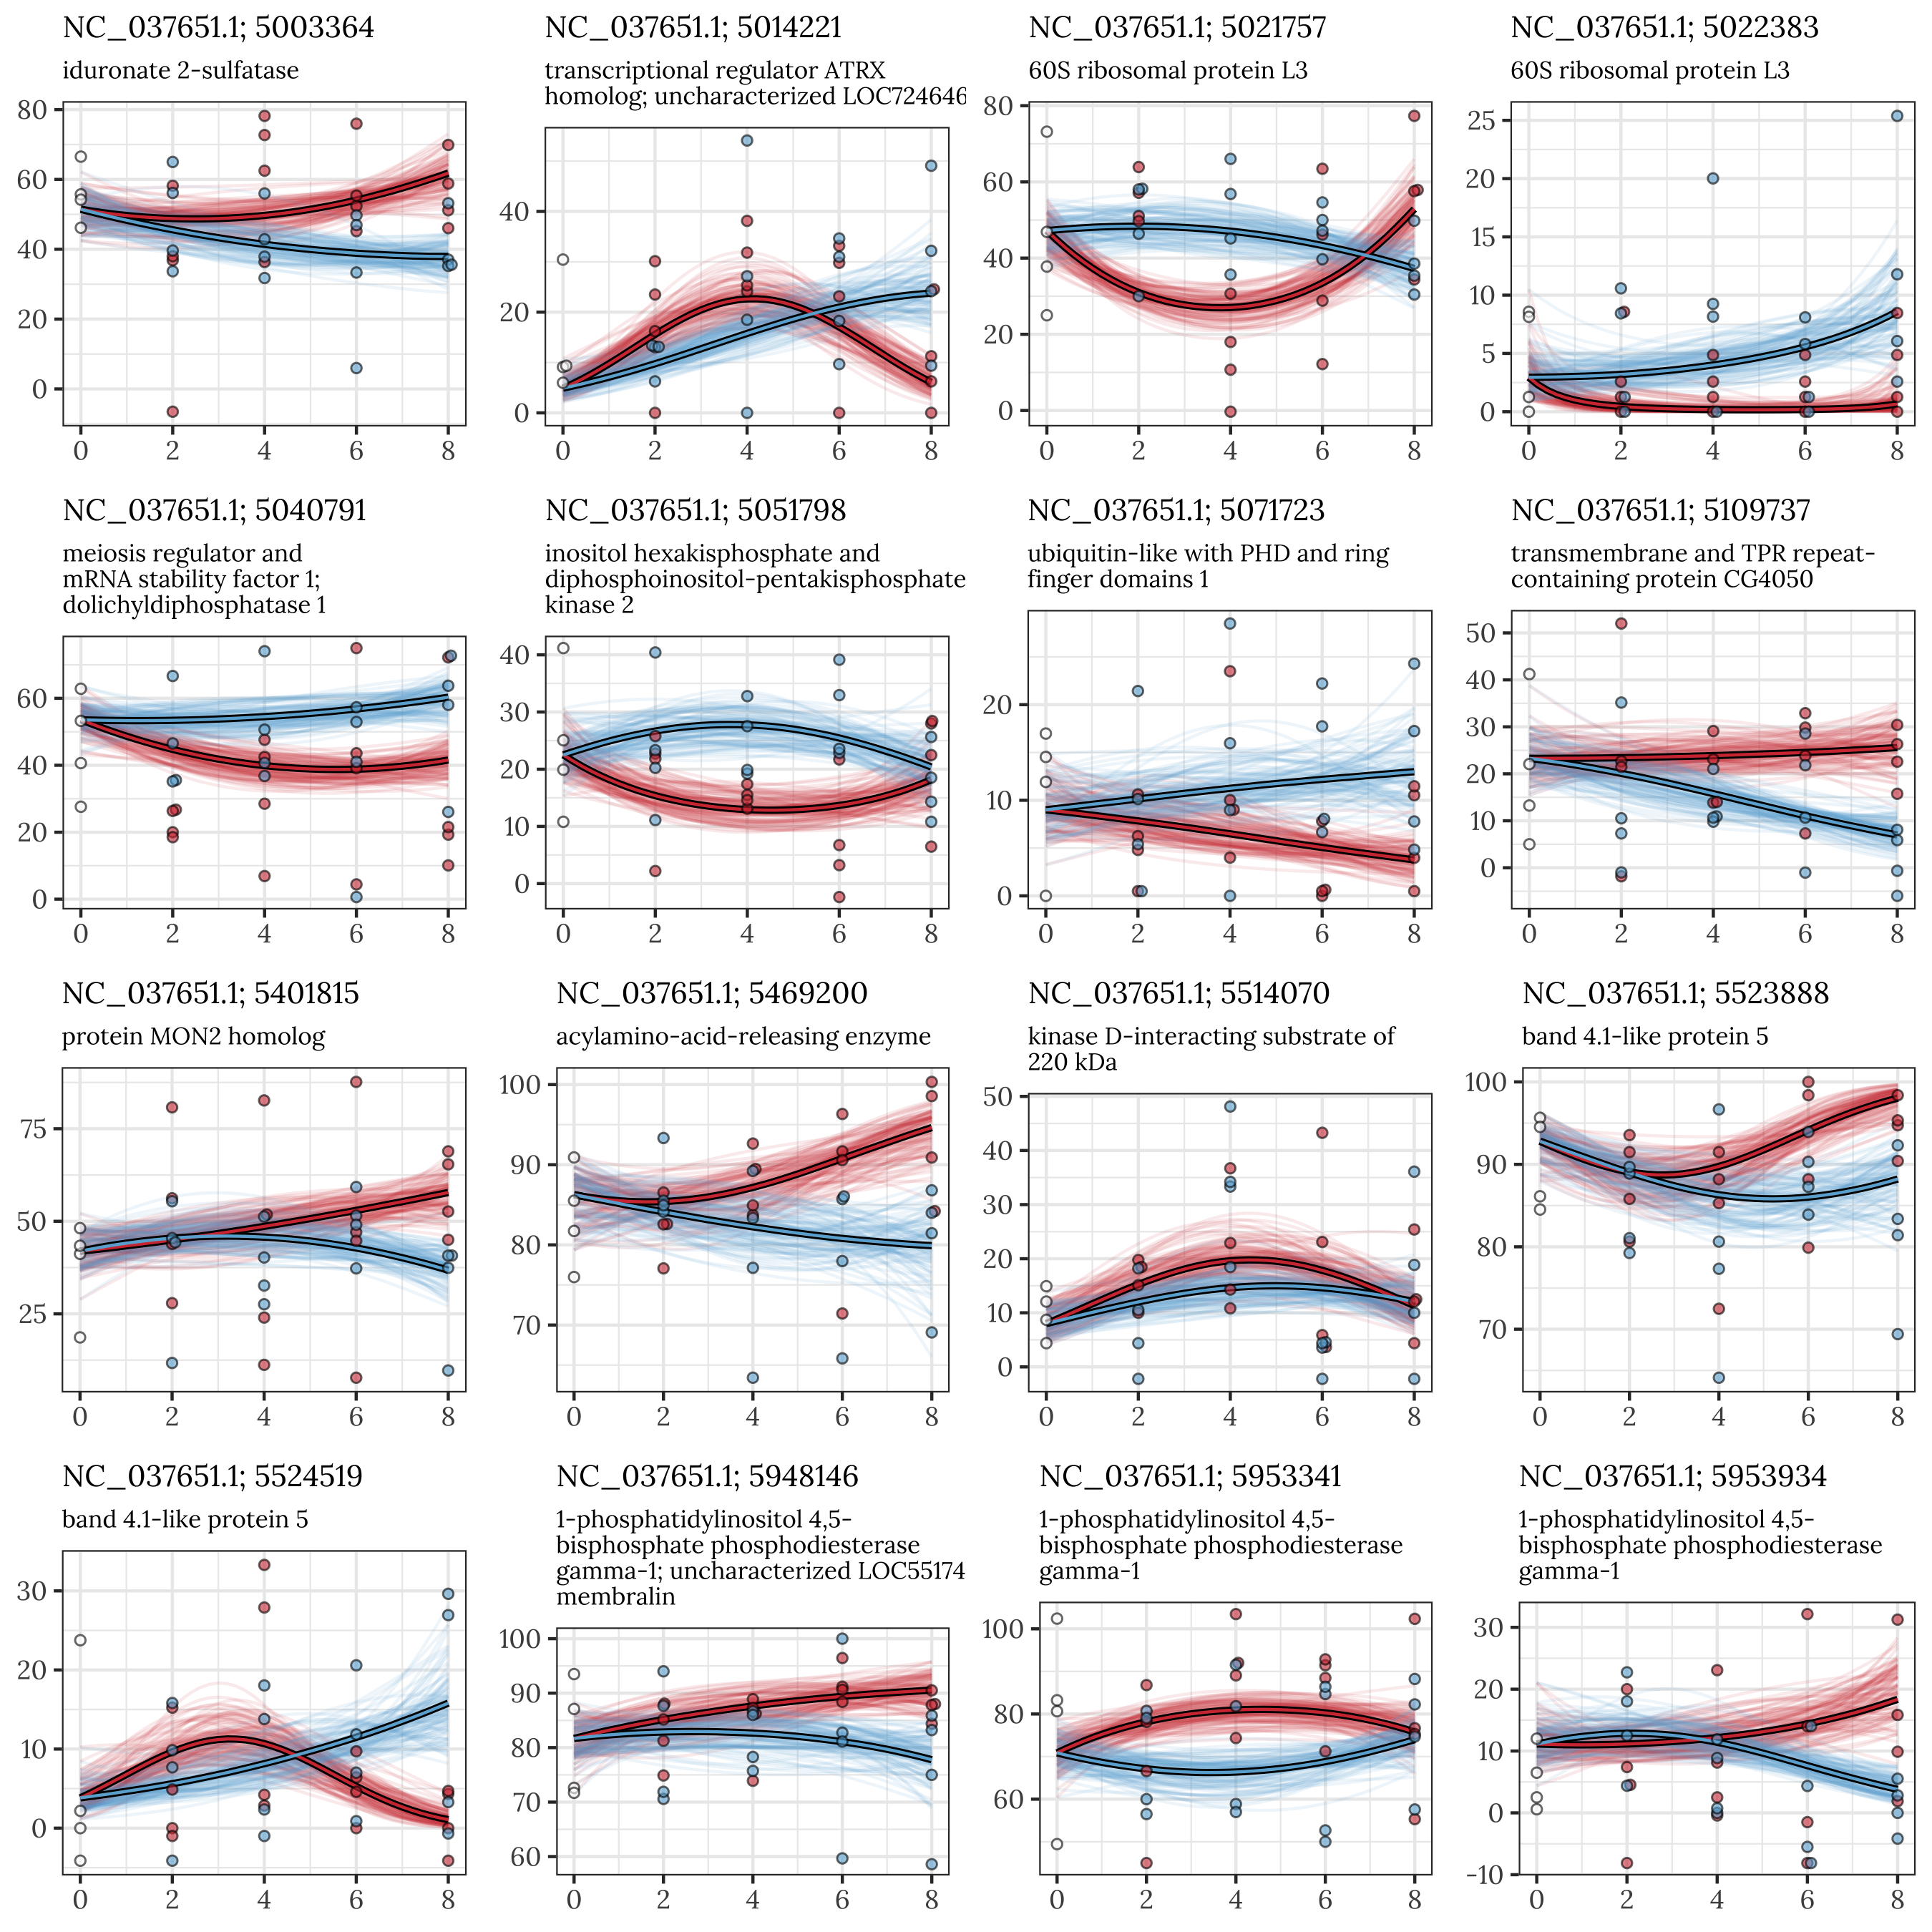 NC_037651.1; 5003364
iduronate 2-sulfatase
80
60
40
20
0
0 2 4 6 8
NC_037651.1; 5014221
transcriptional regulator ATRX
homolog; uncharacterized LOC724646
40
20
0
0 2 4 6 8
NC_037651.1; 5021757
60S ribosomal protein L3
80
60
40
20
0
0 2 4 6 8
NC_037651.1; 5022383
60S ribosomal protein L3
25
20
15
10
5
0
0 2 4 6 8
NC_037651.1; 5040791
meiosis regulator and
mRNA stability factor 1;
dolichyldiphosphatase 1
60
40
20
0
0 2 4 6 8
NC_037651.1; 5051798
inositol hexakisphosphate and
diphosphoinositol-pentakisphosphate
kinase 2
40
30
20
10
0
0 2 4 6 8
NC_037651.1; 5071723
ubiquitin-like with PHD and ring
finger domains 1
20
10
0
0 2 4 6 8
NC_037651.1; 5109737
transmembrane and TPR repeat-
containing protein CG4050
50
40
30
20
10
0
0 2 4 6 8
NC_037651.1; 5401815
protein MON2 homolog
75
50
25
0 2 4 6 8
NC_037651.1; 5469200
acylamino-acid-releasing enzyme
100
90
80
70
0 2 4 6 8
NC_037651.1; 5514070
kinase D-interacting substrate of
220 kDa
50
40
30
20
10
0
0 2 4 6 8
NC_037651.1; 5523888
band 4.1-like protein 5
100
90
80
70
0 2 4 6 8
NC_037651.1; 5524519
band 4.1-like protein 5
30
20
10
0
0 2 4 6 8
NC_037651.1; 5948146
1-phosphatidylinositol 4,5-
bisphosphate phosphodiesterase
gamma-1; uncharacterized LOC55174
membralin
100
90
80
70
60
0 2 4 6 8
NC_037651.1; 5953341
1-phosphatidylinositol 4,5-
bisphosphate phosphodiesterase
gamma-1
100
80
60
0 2 4 6 8
NC_037651.1; 5953934
1-phosphatidylinositol 4,5-
bisphosphate phosphodiesterase
gamma-1
30
20
10
0
-10
0 2 4 6 8